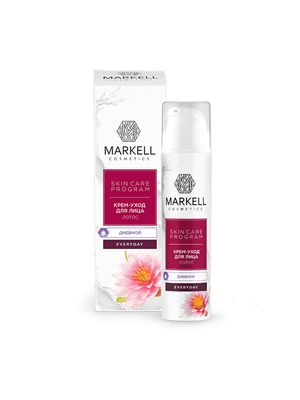 MARKELL
COSMETICS
SKIN CARE
PROGRAM
КРЕМ-УХОД
ДЛЯ ЛИЦА
ЛОТОС
ДНЕВНОЙ
EVERYDAY
MARKELL
COSMETICS
SKIN CARE
PROGRAM
КРЕМ-УХОД
ДЛЯ ЛИЦА
ЛОТОС
ДНЕВНОЙ
EVERYDAY